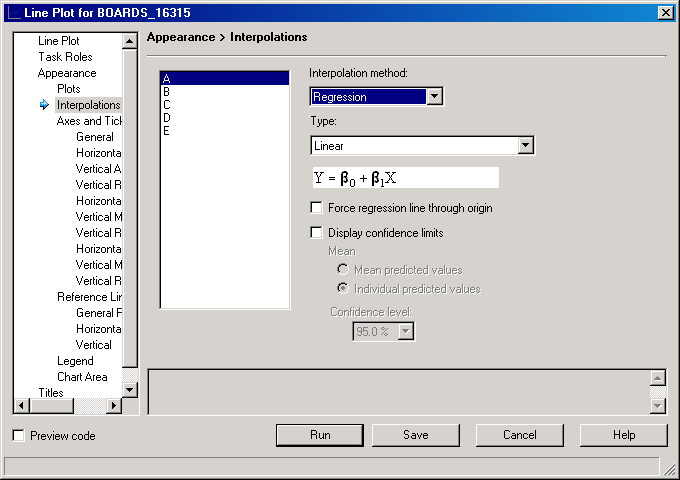 Line Plot for BOARDS_16315
Line Plot
Task Roles
Appearance
Plots
Interpolations
Axes and Tick
General
Horizonta
Vertical A
Vertical R
Horizonta
Vertical M
Vertical R
Horizonta
Vertical M
Vertical R
Reference Lin
General R
Horizonta
Vertical
Legend
Chart Area
Titles
Appearance > Interpolations
A
B
C
D
E
Interpolation method:
Regression
Type:
Linear
Y = β₀ + β₁X
Force regression line through origin
Display confidence limits
Mean
Mean predicted values
Individual predicted values
Confidence level:
95.0 %
Preview code
Run
Save
Cancel
Help